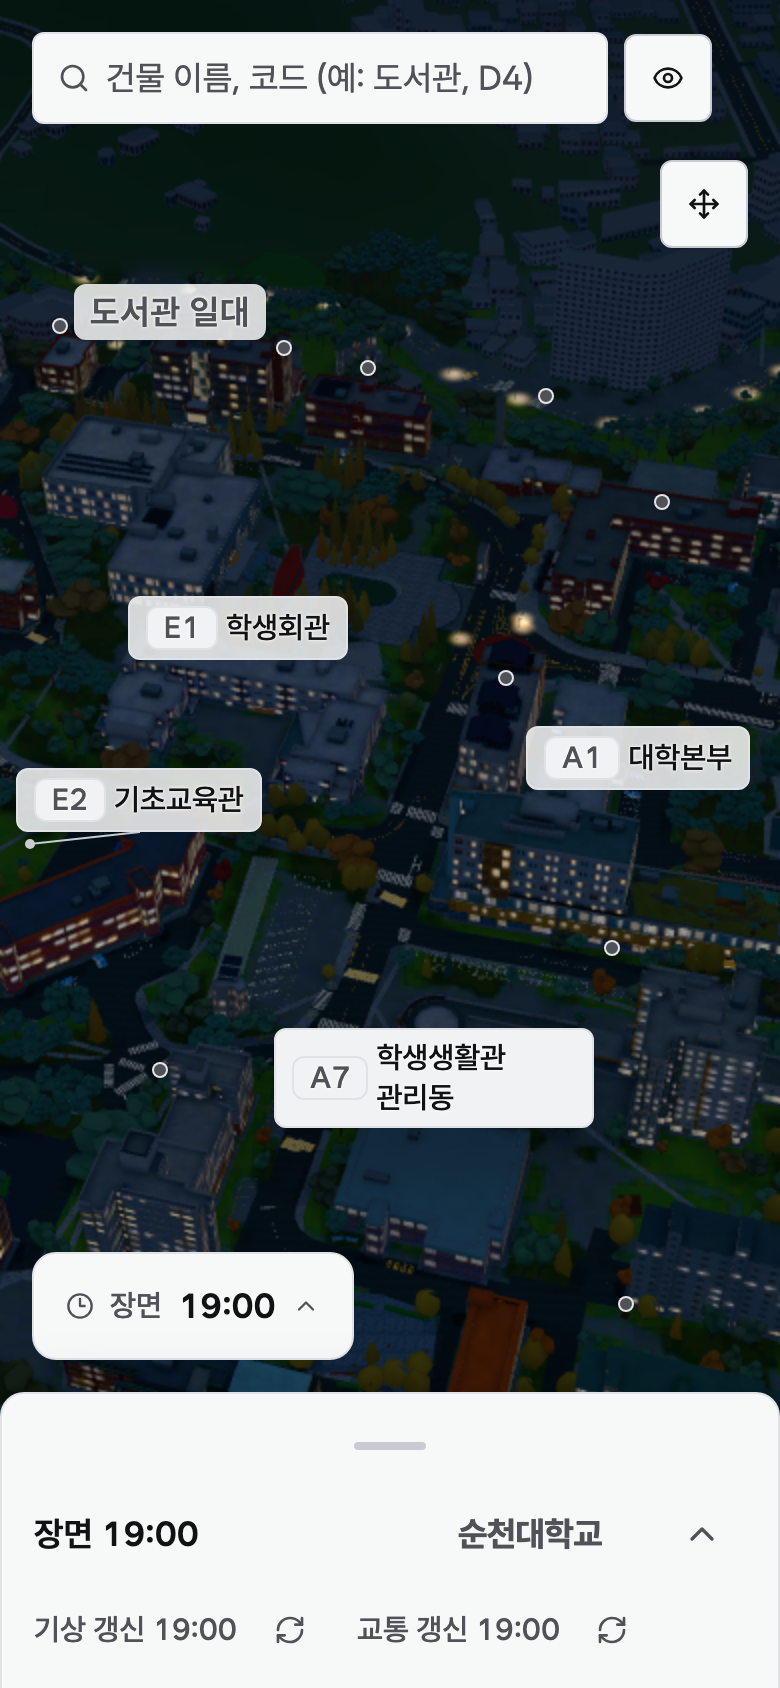 건물 이름, 코드 (예: 도서관, D4)
도서관 일대
E1 학생회관
A1 대학본부
E2 기초교육관
A7 학생생활관
관리동
장면 19:00
장면 19:00 순천대학교
기상 갱신 19:00 교통 갱신 19:00